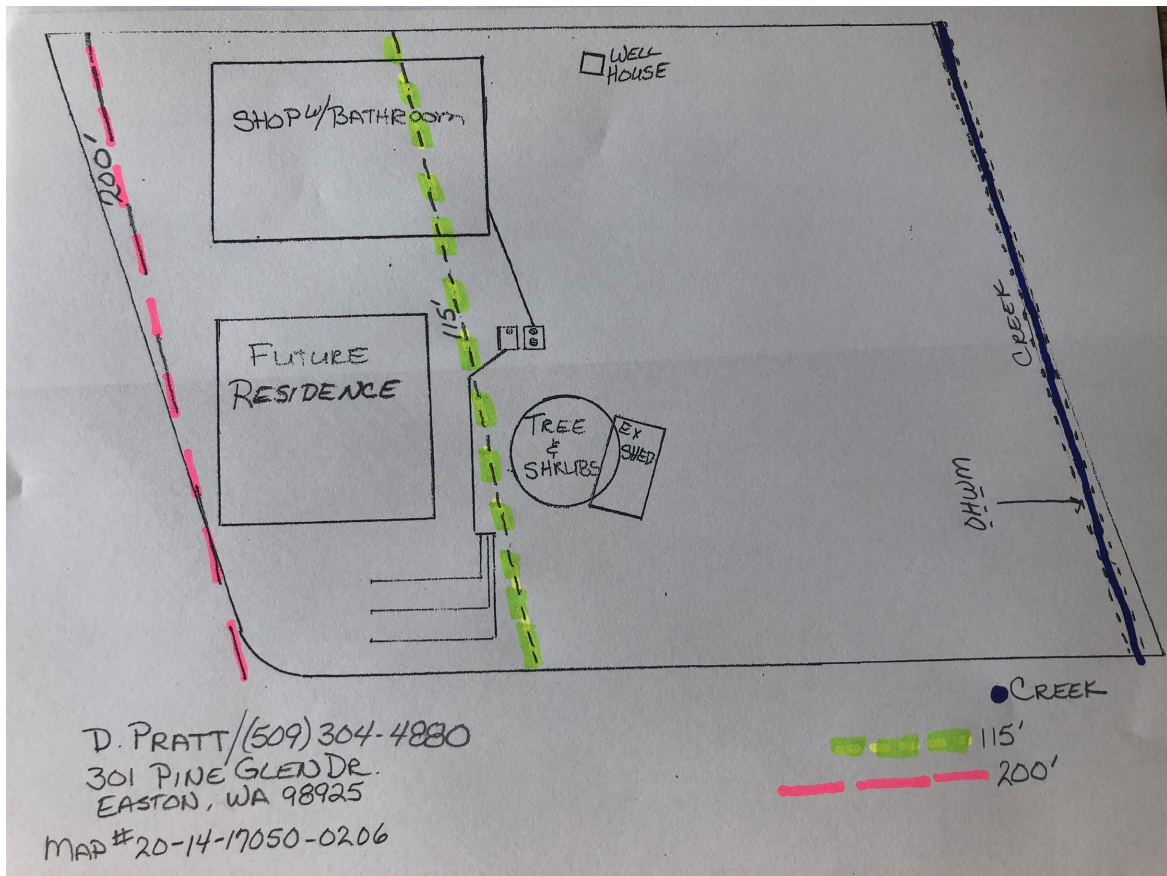 WELL
HOUSE
SHOP W/BATHROOM
200'
115'
FUTURE
RESIDENCE
TREE
&
SHRUBS
EX
SHED
CREEK
OHWM
CREEK
115'
200'
D. PRATT/(509)304-4880
301 PINE GLEN DR.
EASTON, WA 98925
MAP # 20-14-17050-0206